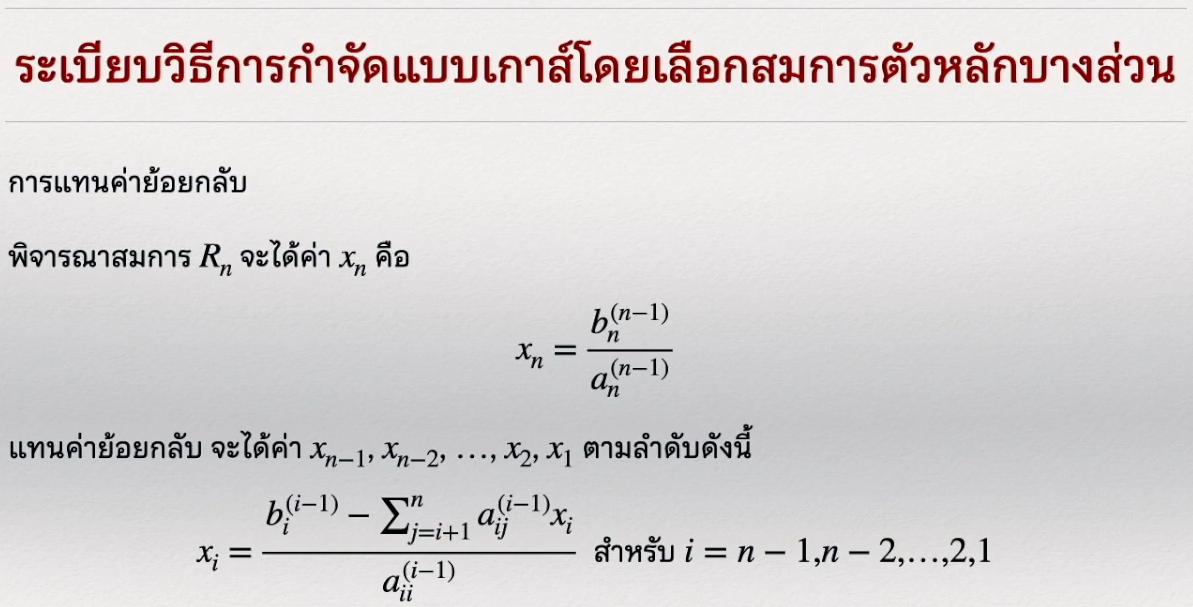 ระเบียบวิธีการกำจัดแบบเกาส์โดยเลือกสมการตัวหลักบางส่วน
การแทนค่าย้อยกลับ
พิจารณาสมการ $R_n$ จะได้ค่า $x_n$ คือ
$x_n = \frac{b_n^{(n-1)}}{a_n^{(n-1)}}$
แทนค่าย้อยกลับ จะได้ค่า $x_{n-1}, x_{n-2}, \ldots, x_2, x_1$ ตามลำดับดังนี้
$x_i = \frac{b_i^{(i-1)} - \sum_{j=i+1}^{n} a_{ij}^{(i-1)} x_i}{a_{ii}^{(i-1)}}$ สำหรับ $i = n - 1,n - 2,\ldots,2,1$